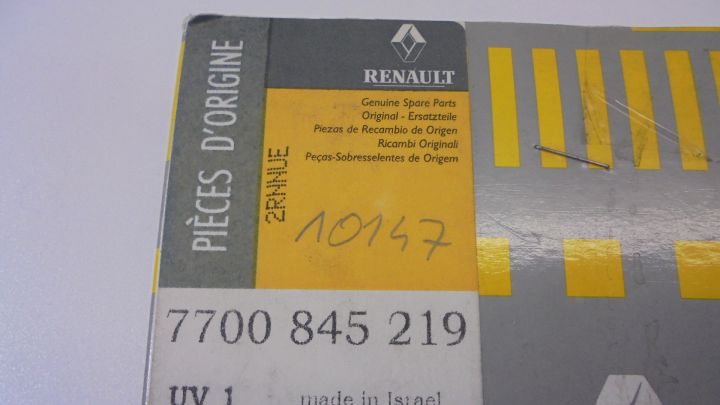 PIÈCES D'ORIGINE
RENAULT
Genuine Spare Parts
Original - Ersatzteile
Piezas de Recambio de Origen
Ricambi Originali
Peças-Sobresselentes de Origem
2RHHUE
10147
7700 845 219
UV 1 made in Israel